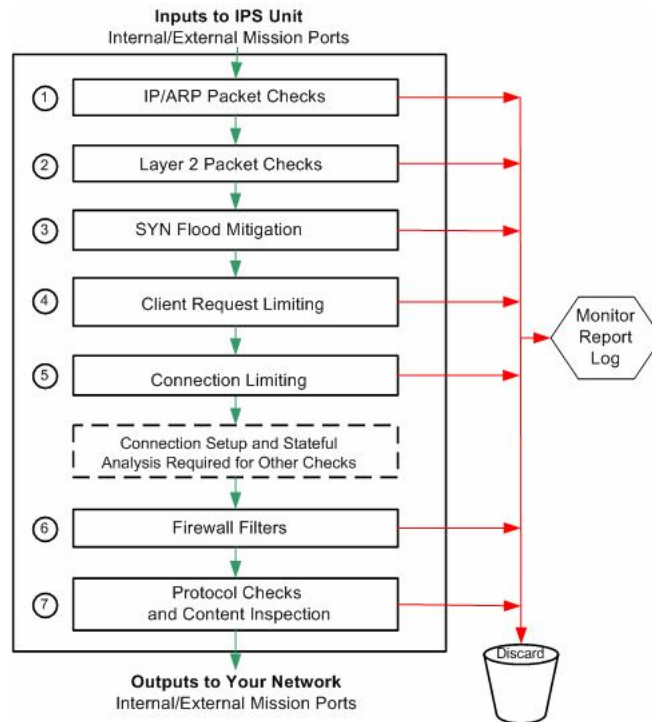 Inputs to IPS Unit
Internal/External Mission Ports
1
IP/ARP Packet Checks
2
Layer 2 Packet Checks
3
SYN Flood Mitigation
4
Client Request Limiting
Monitor
Report
Log
5
Connection Limiting
Connection Setup and Stateful
Analysis Required for Other Checks
6
Firewall Filters
7
Protocol Checks
and Content Inspection
Discard
Outputs to Your Network
Internal/External Mission Ports